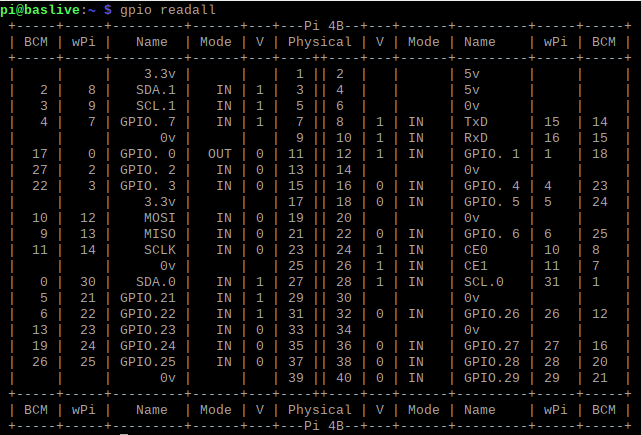 pi@baslive:~ $ gpio readall
+-----+-----+---------+------+---+---Pi 4B--+---+------+---------+-----+-----+
| BCM | wPi |   Name  | Mode | V | Physical | V | Mode | Name    | wPi | BCM |
+-----+-----+---------+------+---+----++----+---+------+---------+-----+-----+
|     |     |    3.3v |      |   |  1 || 2  |   |      | 5v      |     |     |
|   2 |   8 |   SDA.1 |   IN | 1 |  3 || 4  |   |      | 5v      |     |     |
|   3 |   9 |   SCL.1 |   IN | 1 |  5 || 6  |   |      | 0v      |     |     |
|   4 |   7 | GPIO. 7 |   IN | 1 |  7 || 8  | 1 | IN   | TxD     | 15  | 14  |
|     |     |      0v |      |   |  9 || 10 | 1 | IN   | RxD     | 16  | 15  |
|  17 |   0 | GPIO. 0 |  OUT | 0 | 11 || 12 | 1 | IN   | GPIO. 1 | 1   | 18  |
|  27 |   2 | GPIO. 2 |   IN | 0 | 13 || 14 |   |      | 0v      |     |     |
|  22 |   3 | GPIO. 3 |   IN | 0 | 15 || 16 | 0 | IN   | GPIO. 4 | 4   | 23  |
|     |     |    3.3v |      |   | 17 || 18 | 0 | IN   | GPIO. 5 | 5   | 24  |
|  10 |  12 |    MOSI |   IN | 0 | 19 || 20 |   |      | 0v      |     |     |
|   9 |  13 |    MISO |   IN | 0 | 21 || 22 | 0 | IN   | GPIO. 6 | 6   | 25  |
|  11 |  14 |    SCLK |   IN | 0 | 23 || 24 | 1 | IN   | CE0     | 10  | 8   |
|     |     |      0v |      |   | 25 || 26 | 1 | IN   | CE1     | 11  | 7   |
|   0 |  30 |   SDA.0 |   IN | 1 | 27 || 28 | 1 | IN   | SCL.0   | 31  | 1   |
|   5 |  21 | GPIO.21 |   IN | 1 | 29 || 30 |   |      | 0v      |     |     |
|   6 |  22 | GPIO.22 |   IN | 1 | 31 || 32 | 0 | IN   | GPIO.26 | 26  | 12  |
|  13 |  23 | GPIO.23 |   IN | 0 | 33 || 34 |   |      | 0v      |     |     |
|  19 |  24 | GPIO.24 |   IN | 0 | 35 || 36 | 0 | IN   | GPIO.27 | 27  | 16  |
|  26 |  25 | GPIO.25 |   IN | 0 | 37 || 38 | 0 | IN   | GPIO.28 | 28  | 20  |
|     |     |      0v |      |   | 39 || 40 | 0 | IN   | GPIO.29 | 29  | 21  |
+-----+-----+---------+------+---+----++----+---+------+---------+-----+-----+
| BCM | wPi |   Name  | Mode | V | Physical | V | Mode | Name    | wPi | BCM |
+-----+-----+---------+------+---+---Pi 4B--+---+------+---------+-----+-----+